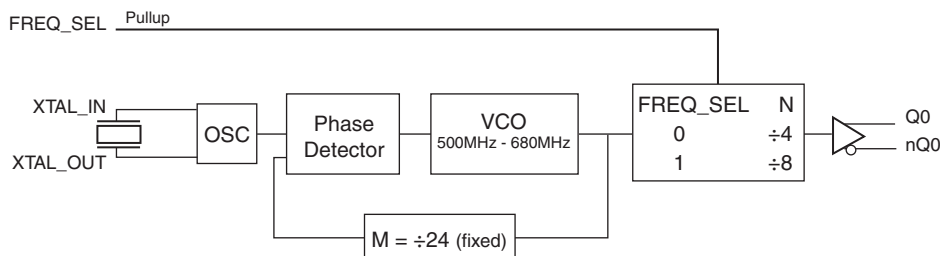 FREQ_SEL Pullup
XTAL_IN
XTAL_OUT
OSC
Phase
Detector
VCO
500MHz - 680MHz
FREQ_SEL N
0 ÷4
1 ÷8
Q0
nQ0
M = ÷24 (fixed)